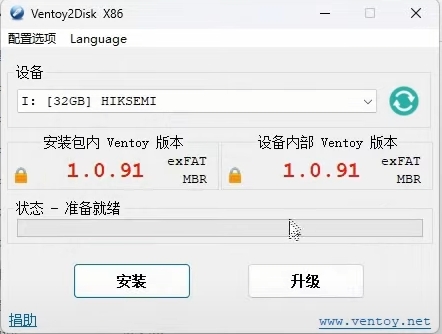 Ventoy2Disk X86
配置选项 Language
设备
I: [32GB] HIKSEMI
安装包内 Ventoy 版本
1.0.91
exFAT
MBR
设备内部 Ventoy 版本
1.0.91
exFAT
MBR
状态 - 准备就绪
安装
升级
捐助
www.ventoy.net